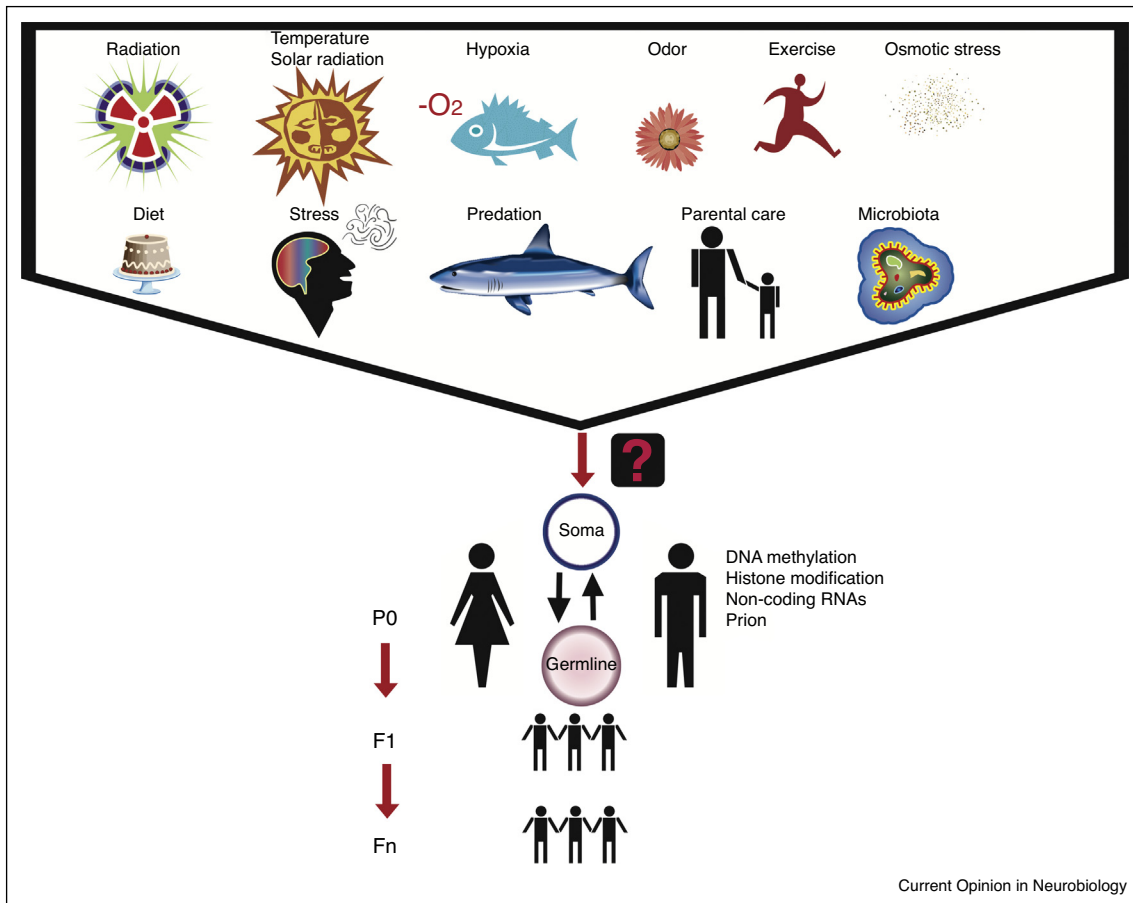 Radiation
Temperature
Solar radiation
Hypoxia
Odor
Exercise
Osmotic stress
-O2
Diet
Stress
Predation
Parental care
Microbiota
?
Soma
DNA methylation
Histone modification
Non-coding RNAs
Prion
P0
Germline
F1
Fn
Current Opinion in Neurobiology